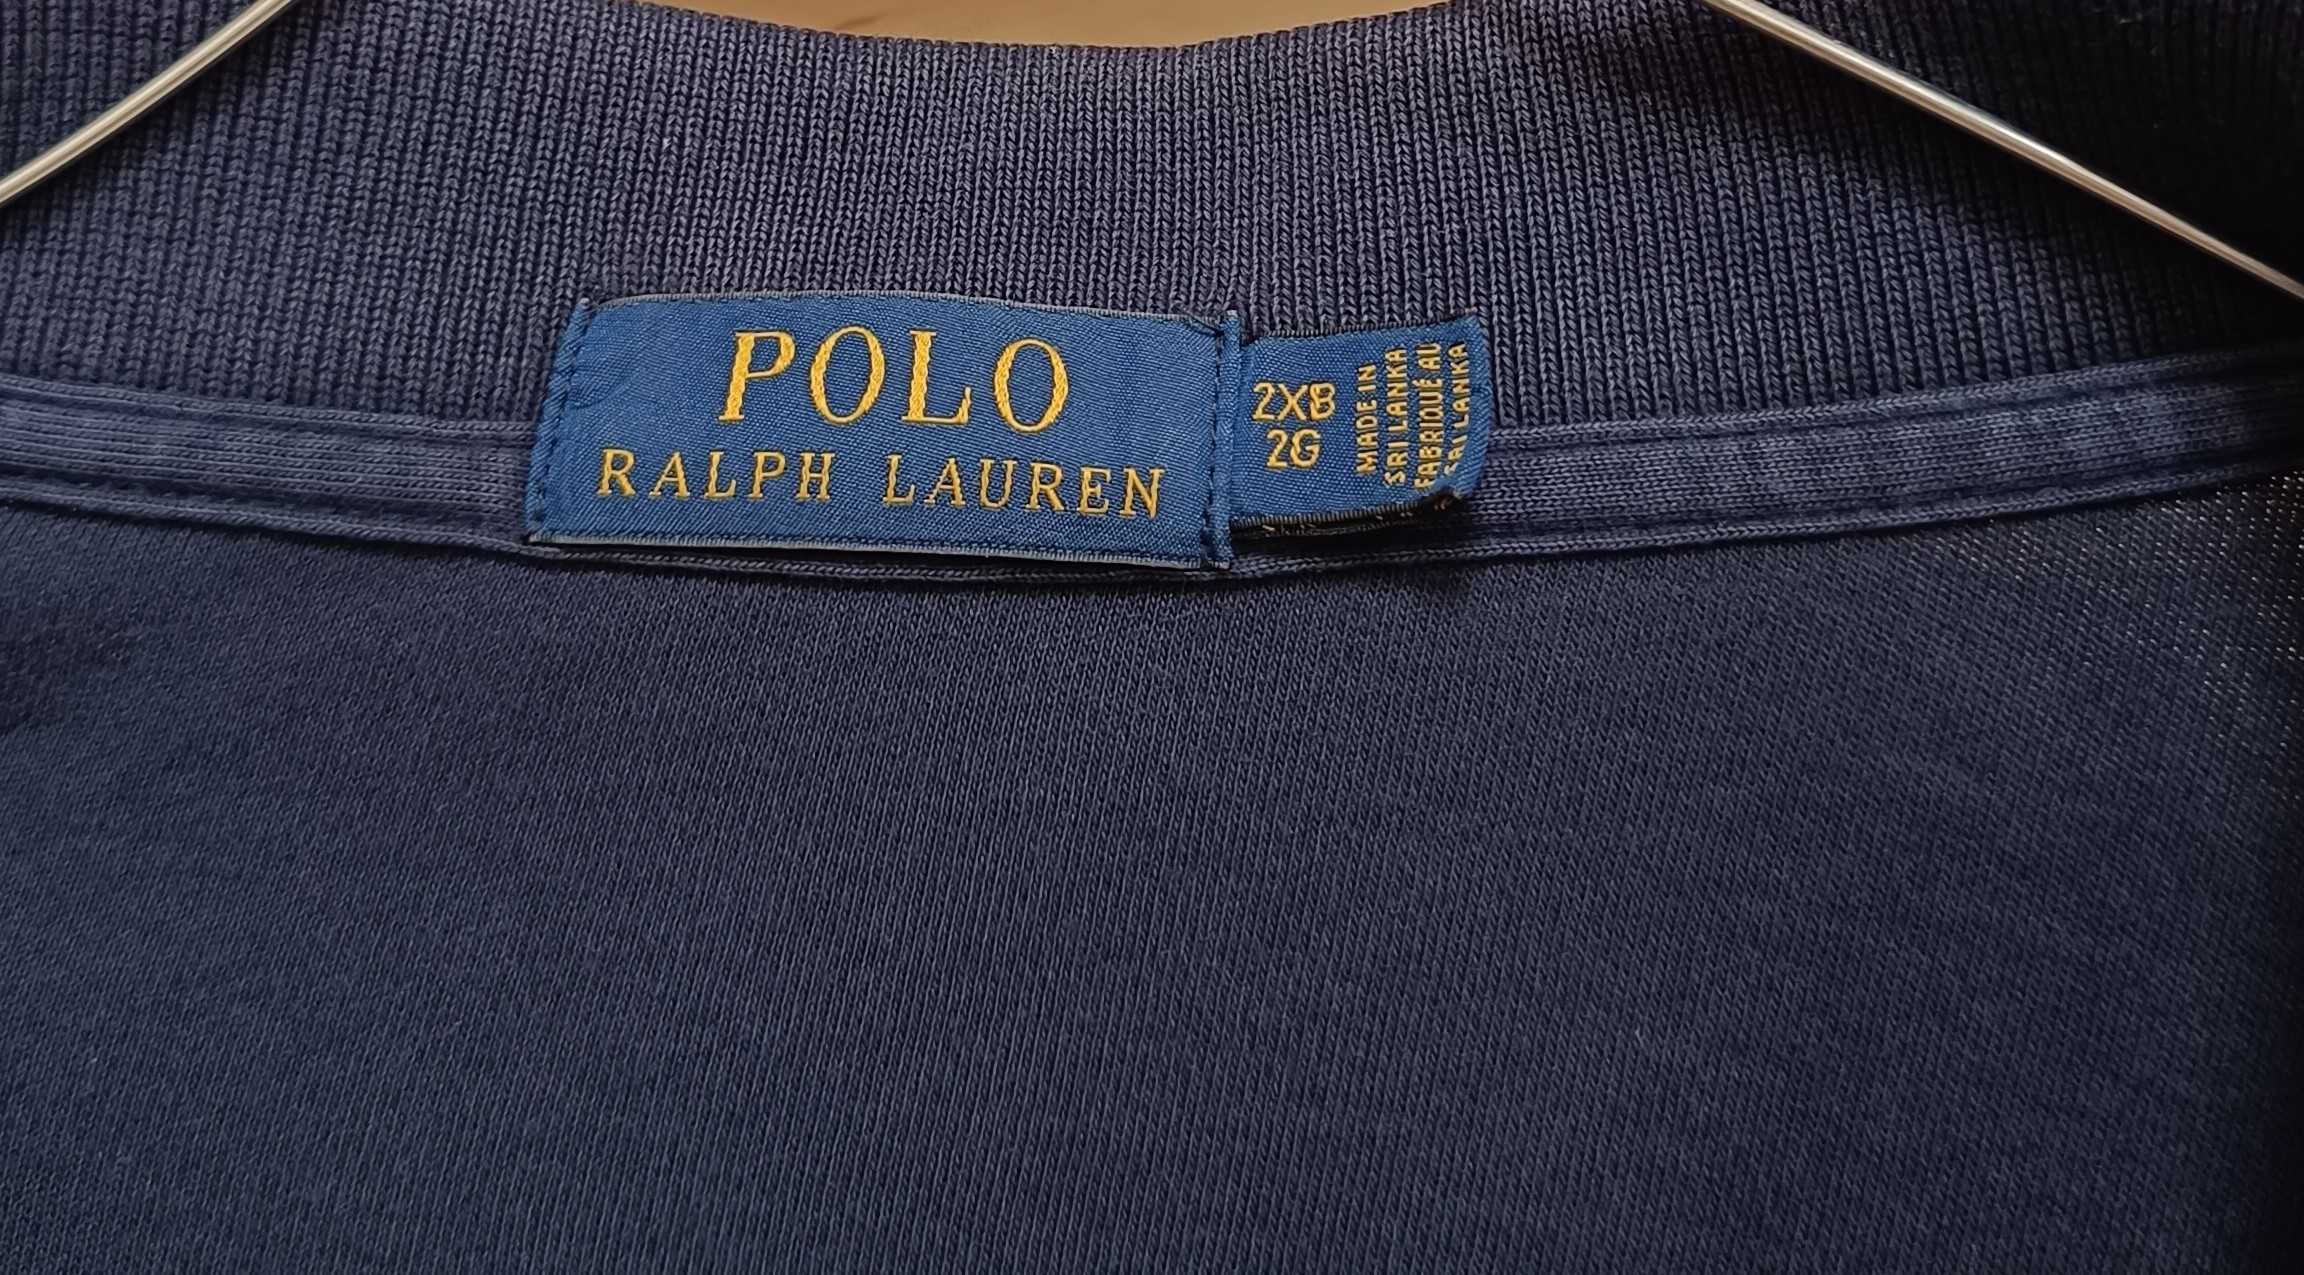 POLO
RALPH LAUREN
2XB
2G
MADE IN
SRI LANKA
FABRIQUÉ AU
SRI LANKA